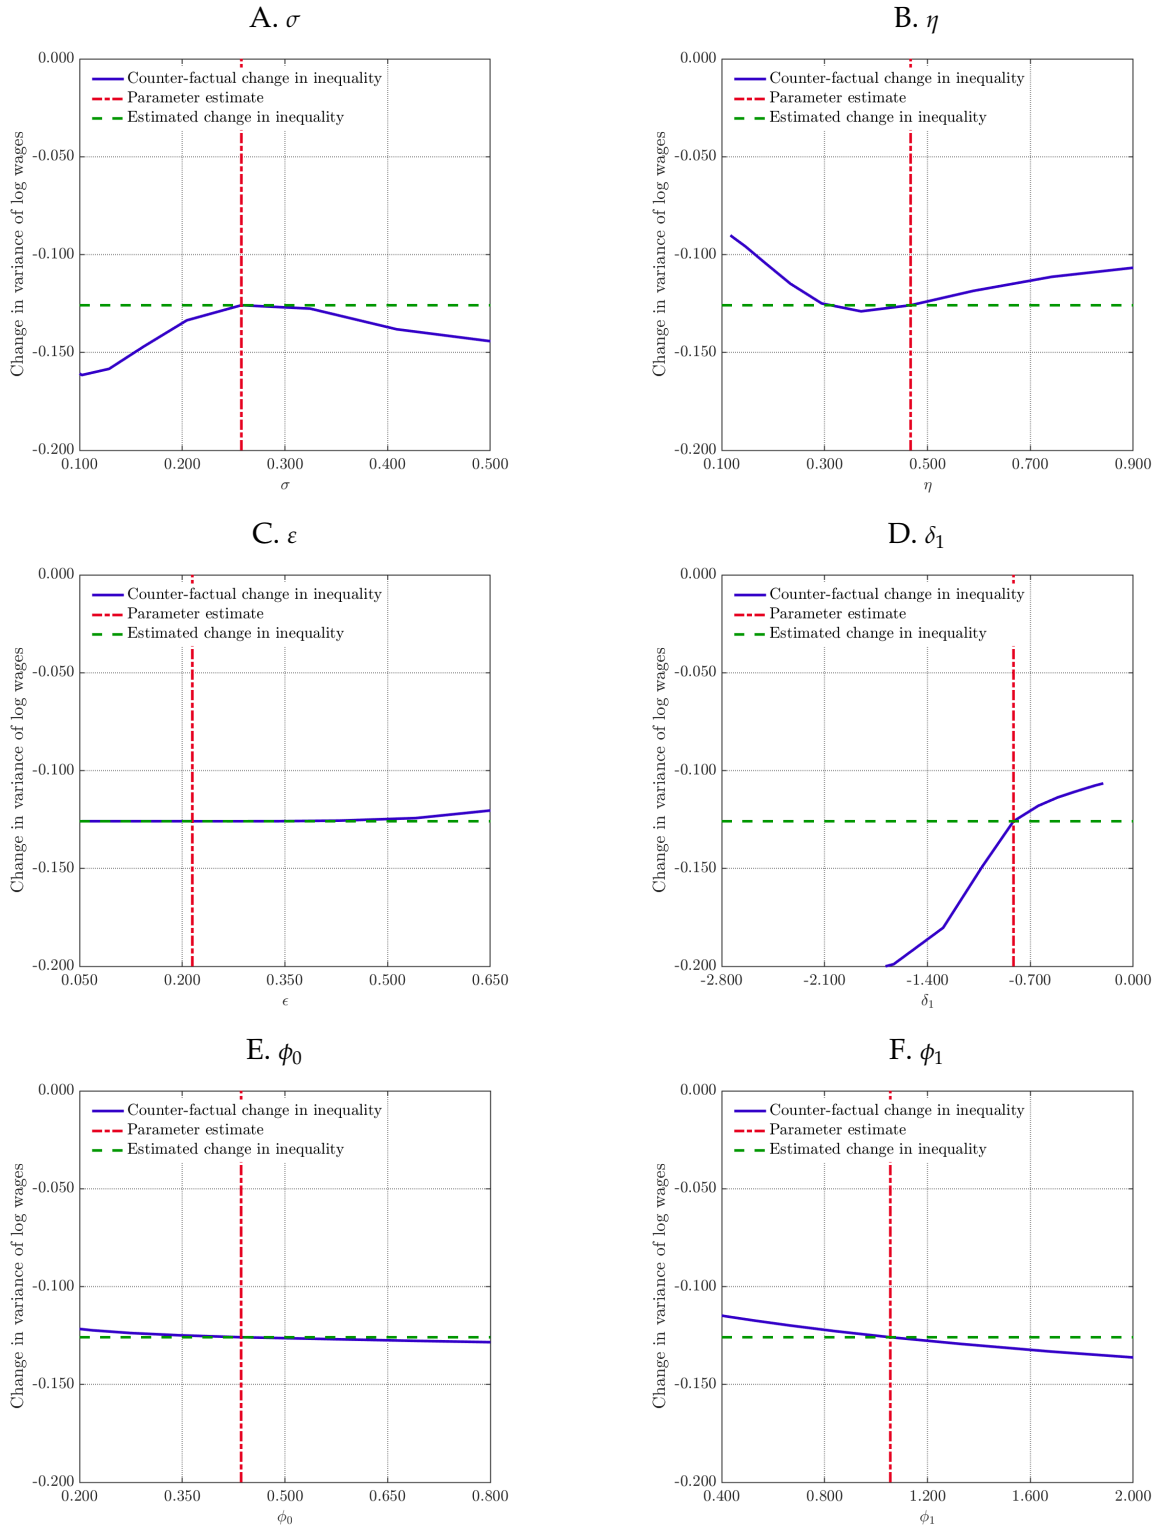 A. σ
0.000
-0.050
-0.100
-0.150
-0.200
Change in variance of log wages
Counter-factual change in inequality
Parameter estimate
Estimated change in inequality
0.100 0.200 0.300 0.400 0.500
σ
B. η
0.000
-0.050
-0.100
-0.150
-0.200
Change in variance of log wages
Counter-factual change in inequality
Parameter estimate
Estimated change in inequality
0.100 0.300 0.500 0.700 0.900
η
C. ε
0.000
-0.050
-0.100
-0.150
-0.200
Change in variance of log wages
Counter-factual change in inequality
Parameter estimate
Estimated change in inequality
0.050 0.200 0.350 0.500 0.650
ϵ
D. δ₁
0.000
-0.050
-0.100
-0.150
-0.200
Change in variance of log wages
Counter-factual change in inequality
Parameter estimate
Estimated change in inequality
-2.800 -2.100 -1.400 -0.700 0.000
δ₁
E. ϕ₀
0.000
-0.050
-0.100
-0.150
-0.200
Change in variance of log wages
Counter-factual change in inequality
Parameter estimate
Estimated change in inequality
0.200 0.350 0.500 0.650 0.800
ϕ₀
F. ϕ₁
0.000
-0.050
-0.100
-0.150
-0.200
Change in variance of log wages
Counter-factual change in inequality
Parameter estimate
Estimated change in inequality
0.400 0.800 1.200 1.600 2.000
ϕ₁